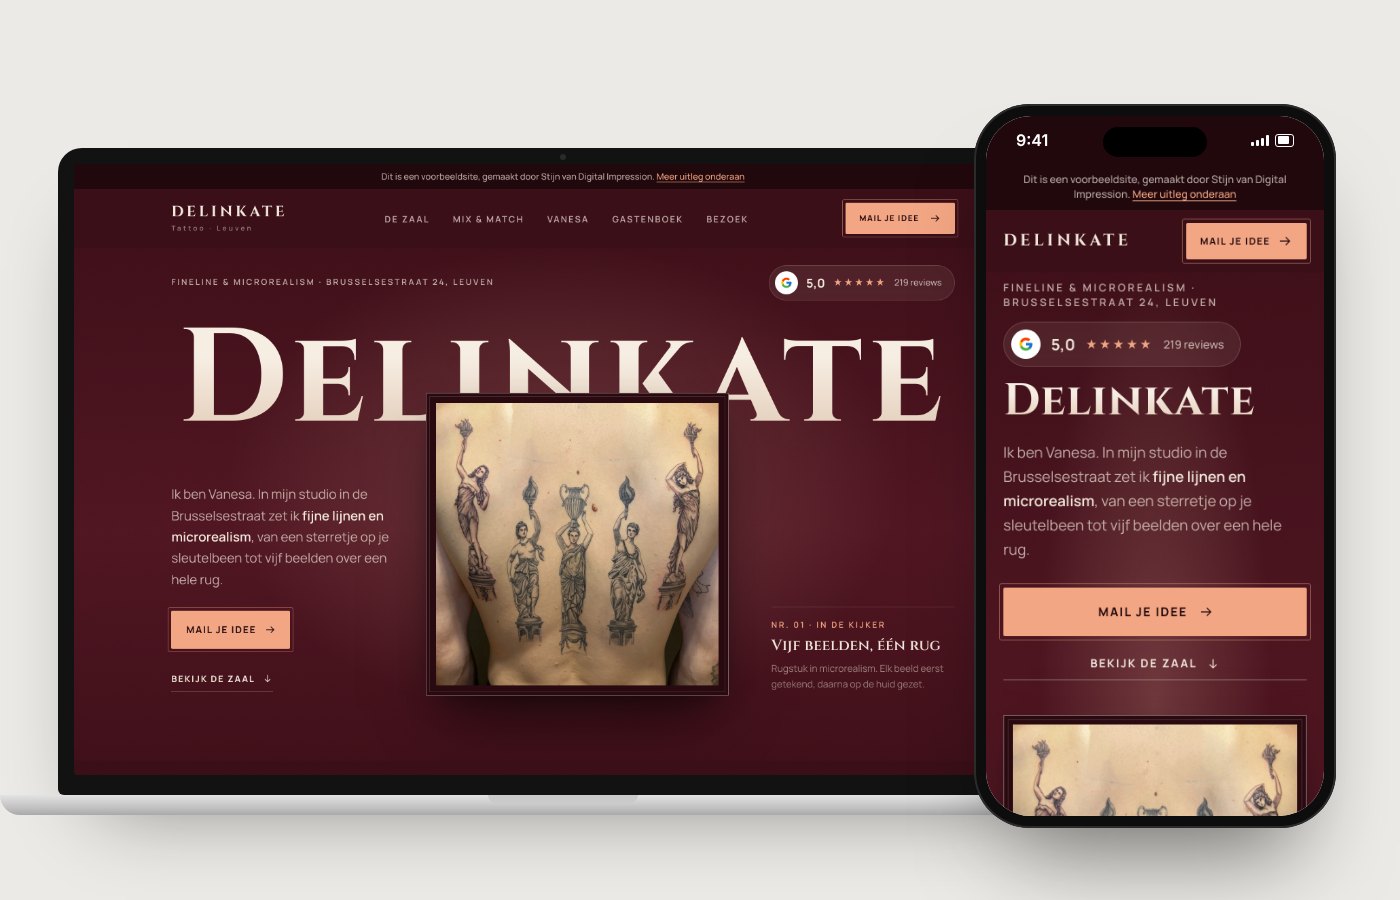 Dit is een voorbeeldsite, gemaakt door Stijn van Digital Impression. Meer uitleg onderaan
DELINKATE
Tattoo · Leuven
DE ZAAL
MIX & MATCH
VANESA
GASTENBOEK
BEZOEK
MAIL JE IDEE →
FINELINE & MICROREALISM · BRUSSELSESTRAAT 24, LEUVEN
G 5,0 ★★★★★ 219 reviews
DELINKATE
Ik ben Vanesa. In mijn studio in de
Brusselsestraat zet ik fijne lijnen en
microrealism, van een sterretje op je
sleutelbeen tot vijf beelden over een
hele rug.
MAIL JE IDEE →
BEKIJK DE ZAAL ↓
NR. 01 · IN DE KIJKER
VIJF BEELDEN, ÉÉN RUG
Rugstuk in microrealism. Elk beeld eerst
getekend, daarna op de huid gezet.
9:41
Dit is een voorbeeldsite, gemaakt door Stijn van Digital
Impression. Meer uitleg onderaan
DELINKATE
MAIL JE IDEE →
FINELINE & MICROREALISM ·
BRUSSELSESTRAAT 24, LEUVEN
G 5,0 ★★★★★ 219 reviews
DELINKATE
Ik ben Vanesa. In mijn studio in de
Brusselsestraat zet ik fijne lijnen en
microrealism, van een sterretje op je
sleutelbeen tot vijf beelden over een hele
rug.
MAIL JE IDEE →
BEKIJK DE ZAAL ↓